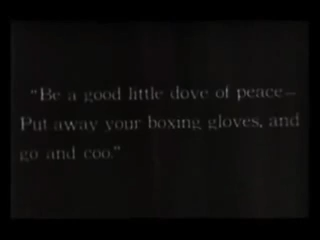 "Be a good little dove of peace—
Put away your boxing gloves, and
go and coo."